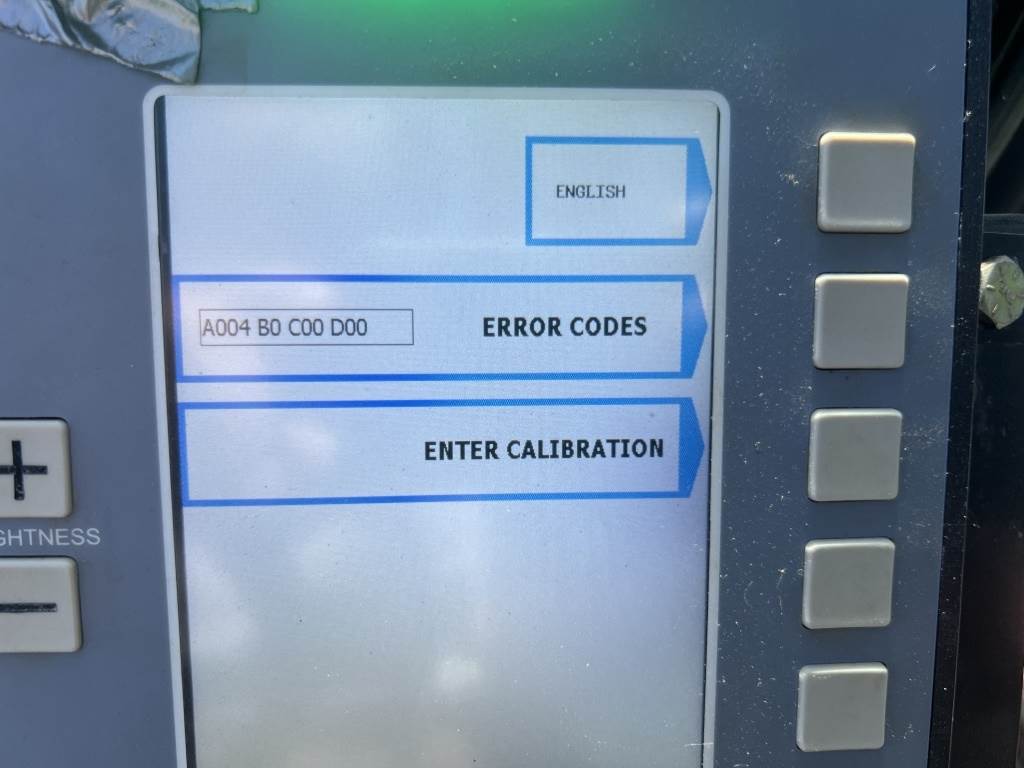 ENGLISH
A004 B0 C00 D00 ERROR CODES
ENTER CALIBRATION
+
GHTNESS
-